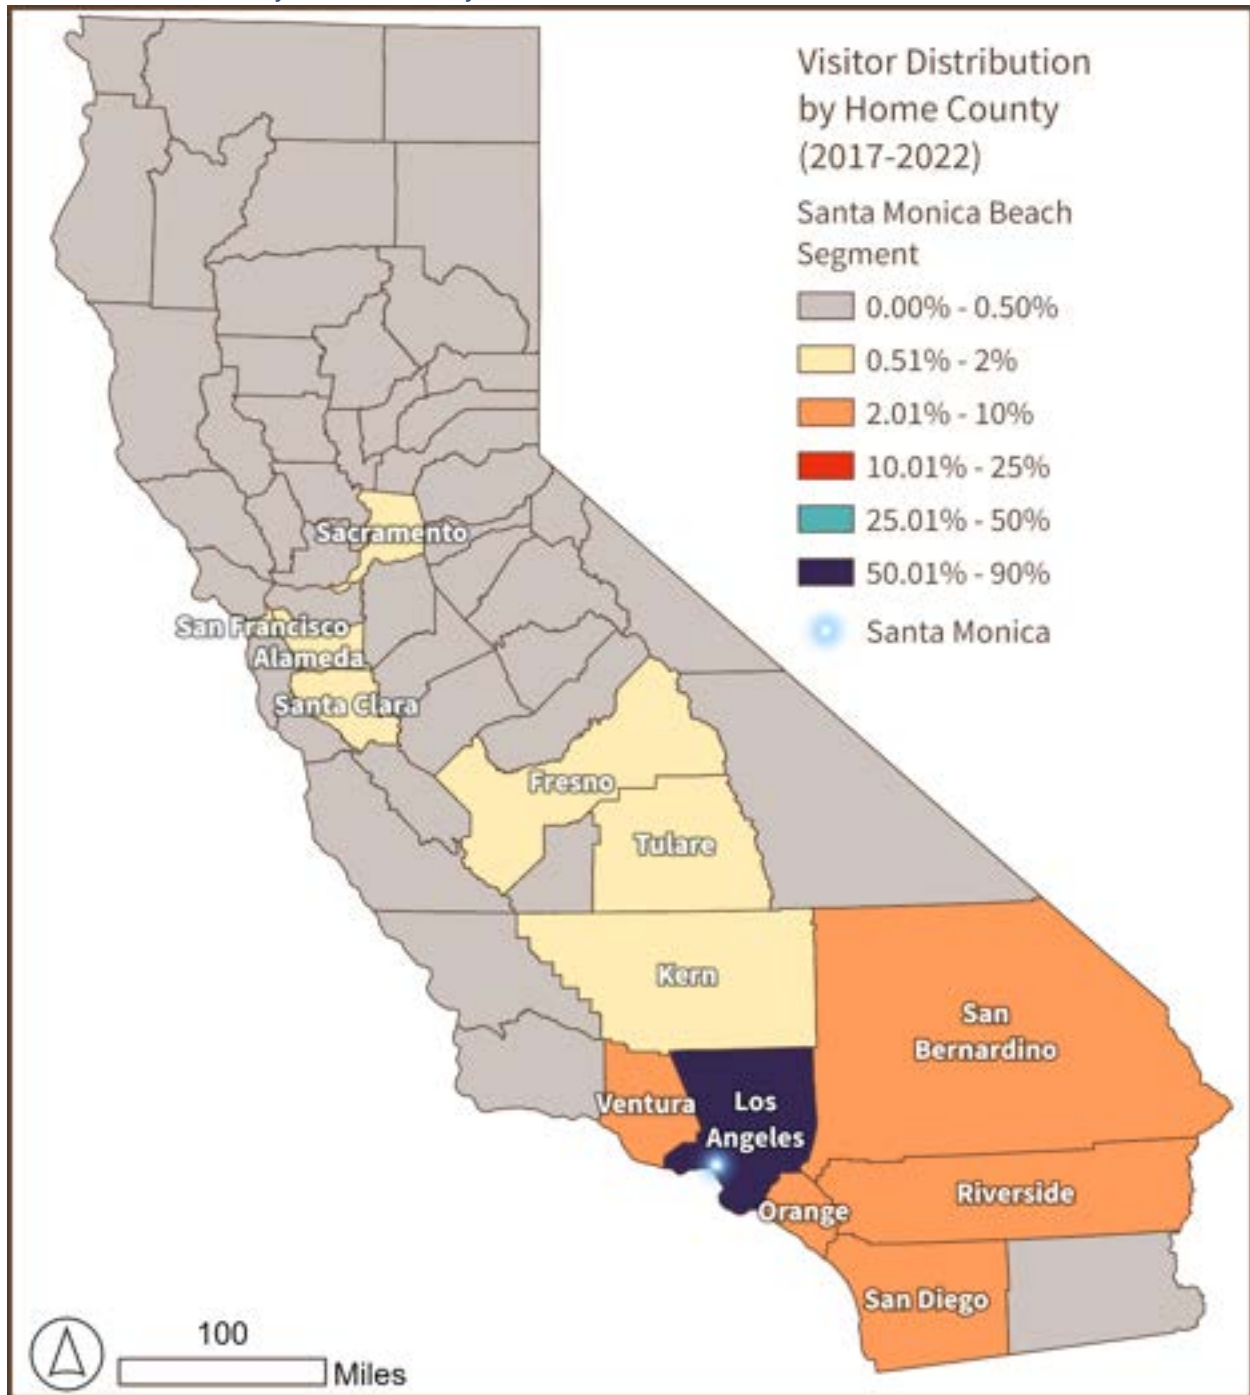 Visitor Distribution
by Home County
(2017-2022)
Santa Monica Beach
Segment
0.00% - 0.50%
0.51% - 2%
2.01% - 10%
10.01% - 25%
25.01% - 50%
50.01% - 90%
Santa Monica
Sacramento
San Francisco
Alameda
Santa Clara
Fresno
Tulare
Kern
San
Bernardino
Ventura
Los
Angeles
Riverside
Orange
San Diego
100
Miles